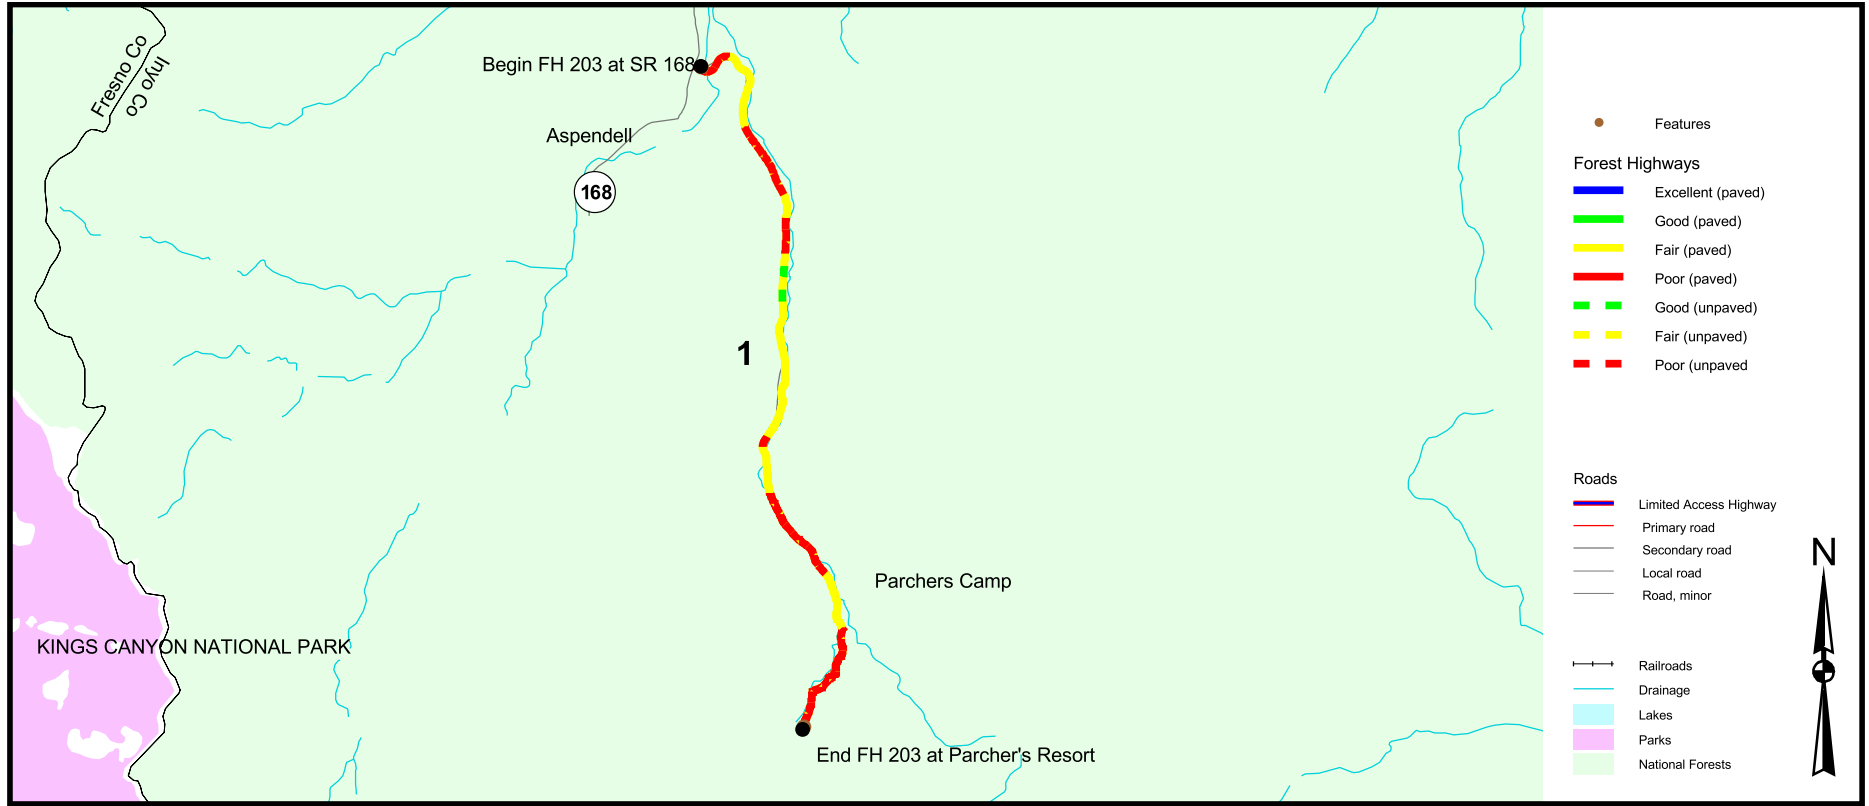 Fresno Co
Inyo Co
Begin FH 203 at SR 168
Aspendell
168
1
Parchers Camp
KINGS CANYON NATIONAL PARK
End FH 203 at Parcher's Resort
Features
Forest Highways
Excellent (paved)
Good (paved)
Fair (paved)
Poor (paved)
Good (unpaved)
Fair (unpaved)
Poor (unpaved
Roads
Limited Access Highway
Primary road
Secondary road
Local road
Road, minor
N
Railroads
Drainage
Lakes
Parks
National Forests